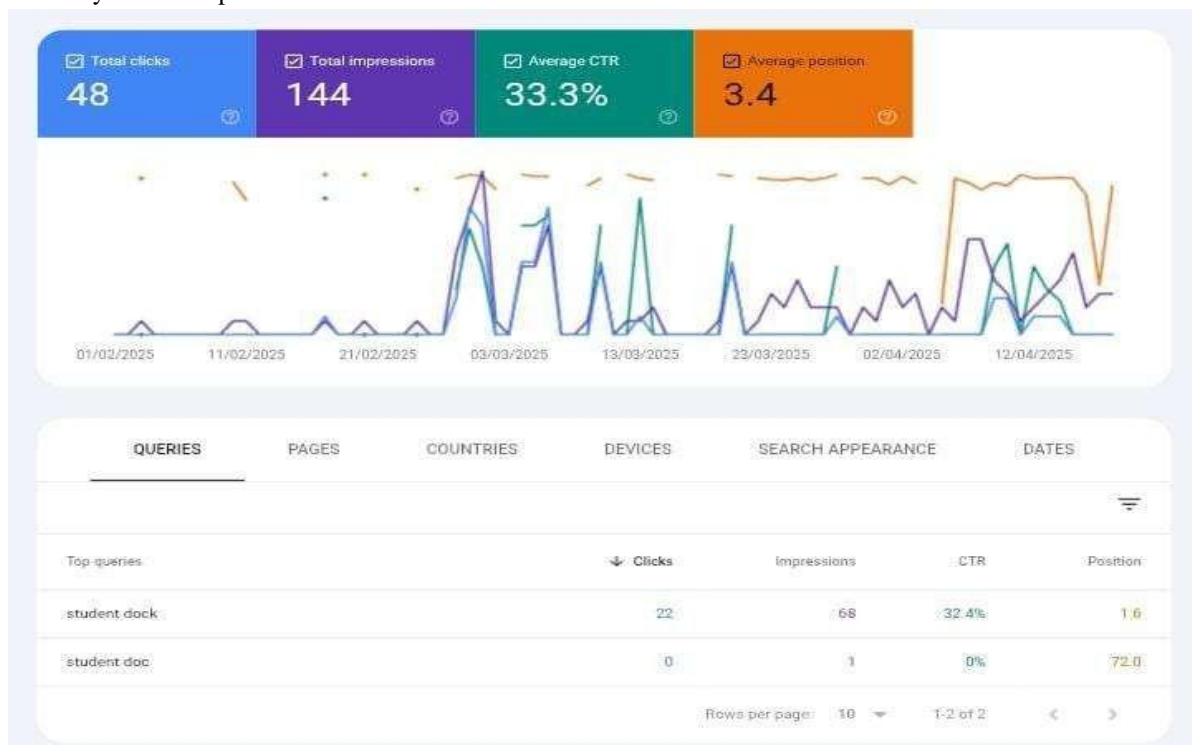 Total clicks Total impressions Average CTR Average position
48 144 33.3% 3.4
01/02/2025 11/02/2025 21/02/2025 03/03/2025 13/03/2025 23/03/2025 02/04/2025 12/04/2025
QUERIES PAGES COUNTRIES DEVICES SEARCH APPEARANCE DATES
Top queries Clicks Impressions CTR Position
student dock 22 68 32.4% 1.6
student doc 0 1 0% 72.0
Rows per page: 10 1-2 of 2